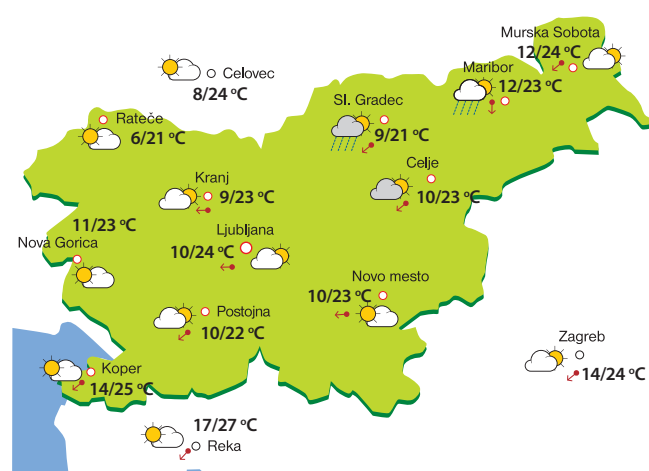 Murska Sobota
12/24 °C
Celovec
8/24 °C
Maribor
12/23 °C
Sl. Gradec
9/21 °C
Rateče
6/21 °C
Celje
10/23 °C
Kranj
9/23 °C
11/23 °C
Nova Gorica
Ljubljana
10/24 °C
Novo mesto
10/23 °C
Postojna
10/22 °C
Zagreb
14/24 °C
Koper
14/25 °C
17/27 °C
Reka